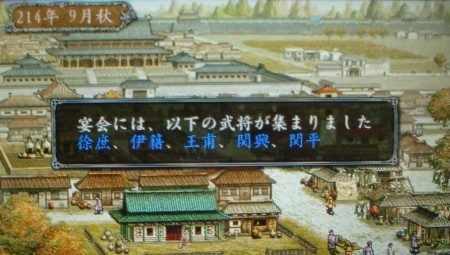 214年 9月秋
宴会には、以下の武将が集まりました
徐庶、伊籍、王甫、関興、関平